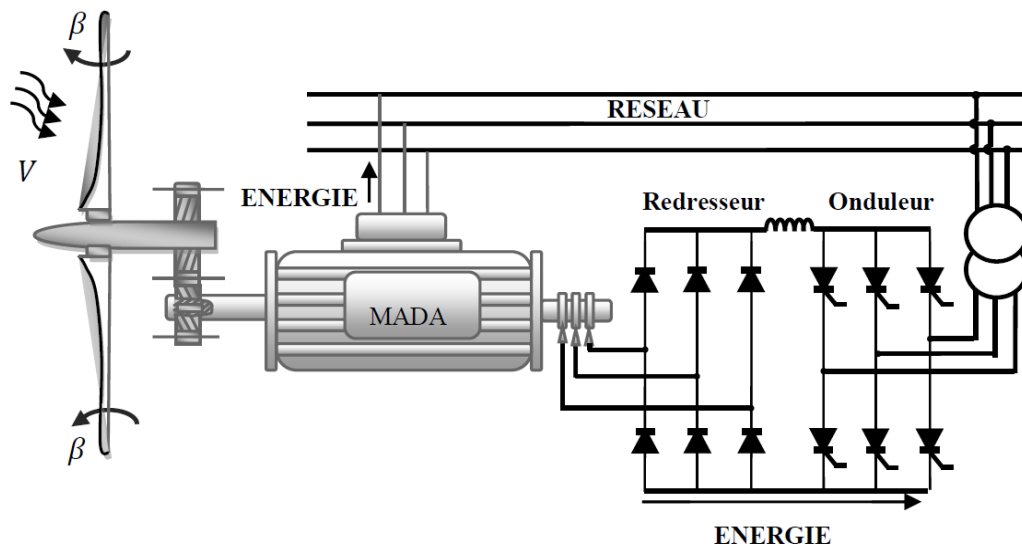 β
RESEAU
V
ENERGIE
Redresseur
Onduleur
MADA
β
ENERGIE